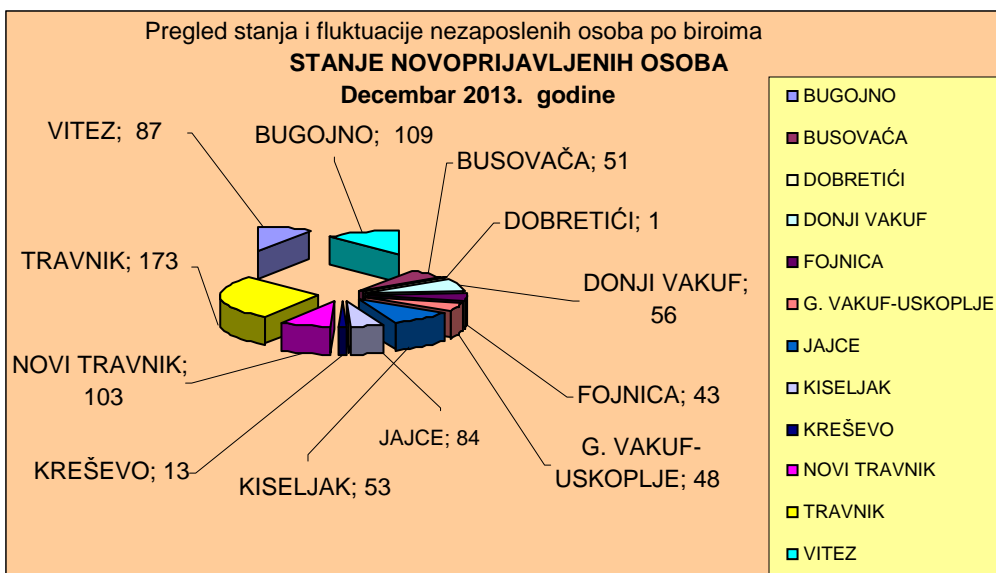 Pregled stanja i fluktuacije nezaposlenih osoba po biroima
STANJE NOVOPRIJAVLJENIH OSOBA
Decembar 2013. godine
VITEZ; 87
BUGOJNO; 109
BUSOVAČA; 51
DOBRETIĆI; 1
TRAVNIK; 173
DONJI VAKUF;
56
NOVI TRAVNIK;
103
FOJNICA; 43
JAJCE; 84
G. VAKUF-
USKOPLJE; 48
KREŠEVO; 13
KISELJAK; 53
BUGOJNO
BUSOVAĆA
DOBRETIĆI
DONJI VAKUF
FOJNICA
G. VAKUF-USKOPLJE
JAJCE
KISELJAK
KREŠEVO
NOVI TRAVNIK
TRAVNIK
VITEZ